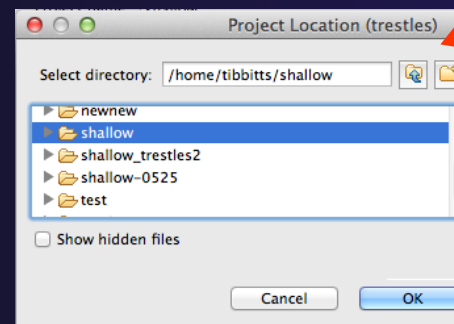 Project Location (trestles)
Select directory: /home/tibbitts/shallow
newnew
shallow
shallow_trestles2
shallow-0525
test
Show hidden files
Cancel OK